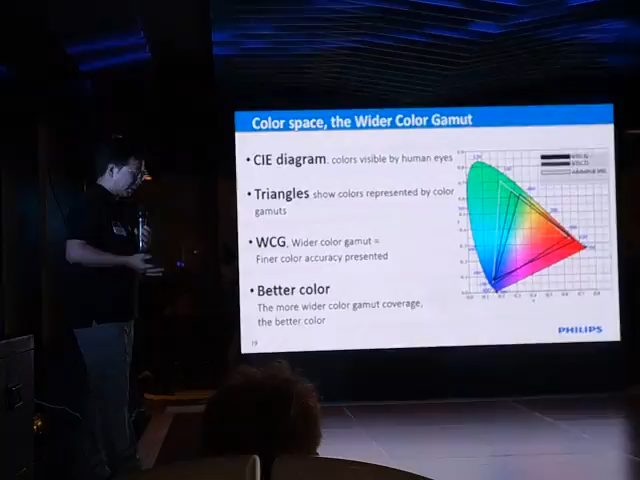 Color space, the Wider Color Gamut
• CIE diagram, colors visible by human eyes
• Triangles show colors represented by color
gamuts
• WCG, Wider color gamut =
Finer color accuracy presented
• Better color
The more wider color gamut coverage,
the better color
19
PHILIPS